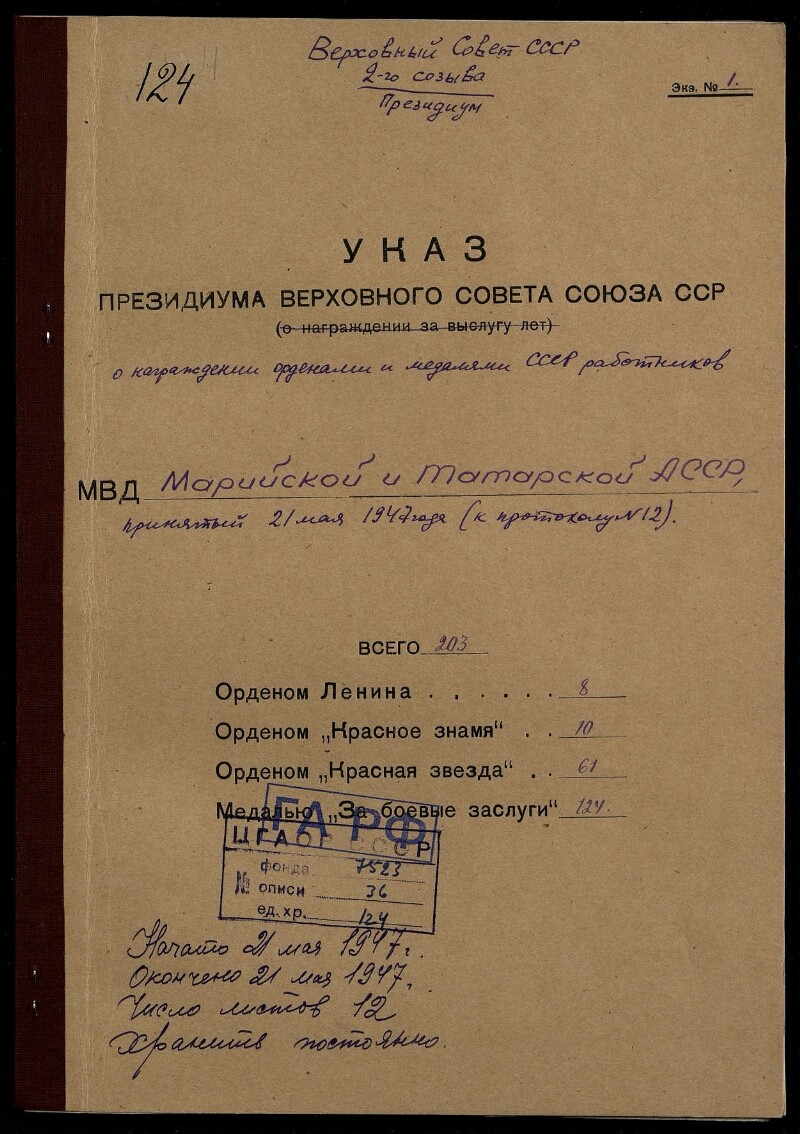 124
Верховный Совет СССР
2-го созыва
Президиум
Экз. № 1.
УКАЗ
ПРЕЗИДИУМА ВЕРХОВНОГО СОВЕТА СОЮЗА ССР
(о награждении за выслугу лет)
о награждении орденами и медалями СССР работников
МВД Марийской и Татарской АССР,
принятый 21 мая 1947 года (к протоколу N 12).
ВСЕГО 203
Орденом Ленина . . . . . . 8
Орденом „Красное знамя“ . . 10
Орденом „Красная звезда“ . . 61
Медалью „За боевые заслуги“ 124.
ГА РФ
ЦГАОР СССР
фонда 7523
№ описи 36
ед. хр. 124
Начато 21 мая 1947 г.
Окончено 21 мая 1947.
Число листов 12
Хранить постоянно.